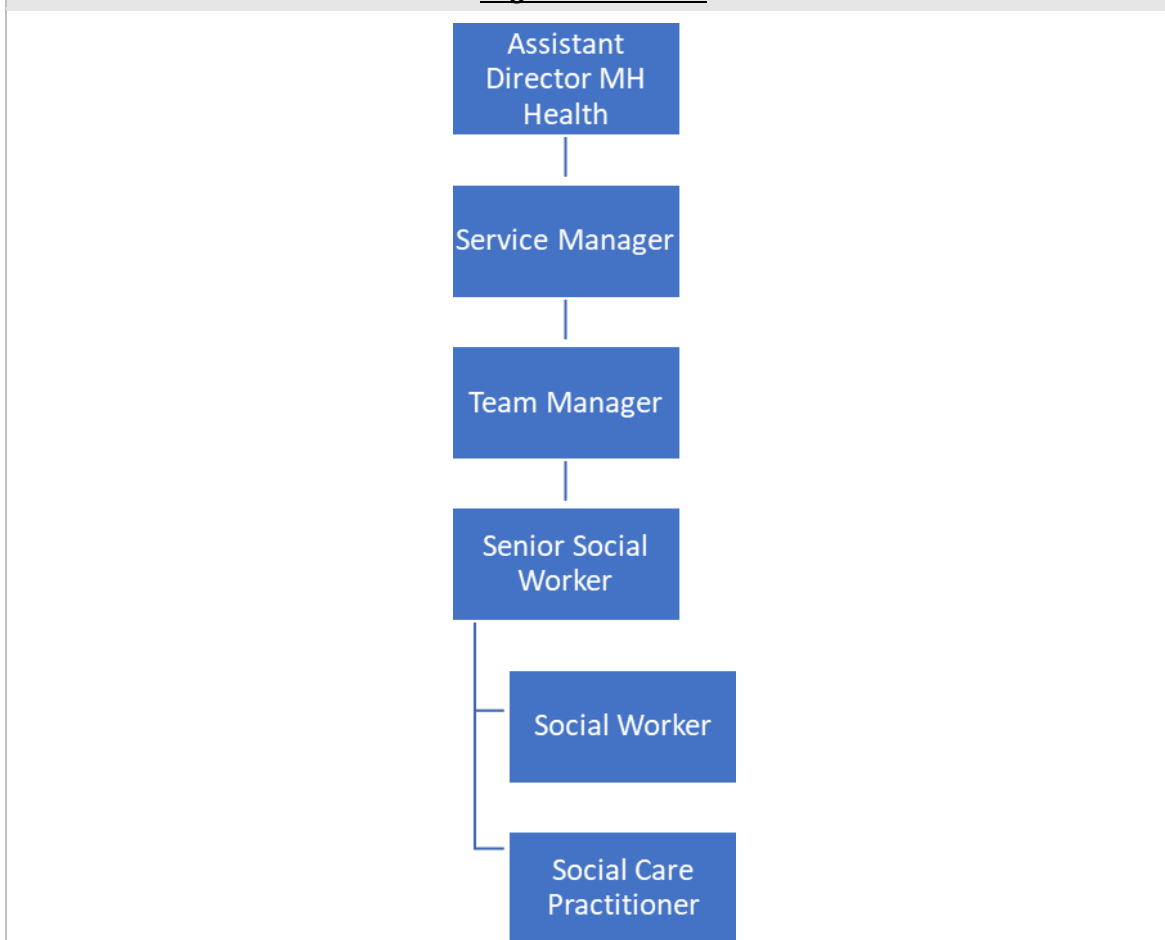 Assistant
Director MH
Health
Service Manager
Team Manager
Senior Social
Worker
Social Worker
Social Care
Practitioner